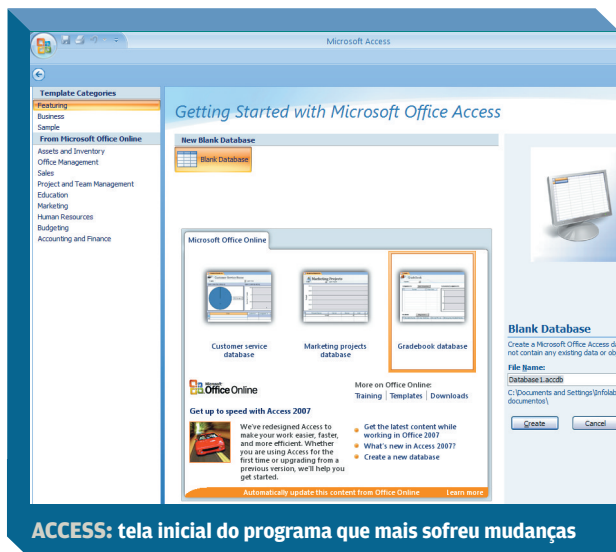 Microsoft Access
Template Categories
Featuring
Business
Sample
From Microsoft Office Online
Assets and Inventory
Office Management
Sales
Project and Team Management
Education
Marketing
Human Resources
Budgeting
Accounting and Finance
Getting Started with Microsoft Office Access
New Blank Database
Blank Database
Microsoft Office Online
Customer service
database
Marketing projects
database
Gradebook database
Office Online
Get up to speed with Access 2007
We've redesigned Access to
make your work easier, faster,
and more efficient. Whether
you are using Access for the
first time or upgrading from a
previous version, we'll help you
get started.
More on Office Online:
Training | Templates | Downloads
Get the latest content while
working in Office 2007
What's new in Access 2007?
Create a new database
Automatically update this content from Office Online
Learn more
Blank Database
Create a Microsoft Office Access da
not contain any existing data or ob
File Name:
Database1.accdb
C:\Documents and Settings\Infolab
documentos\
Create
Cancel
ACCESS: tela inicial do programa que mais sofreu mudanças